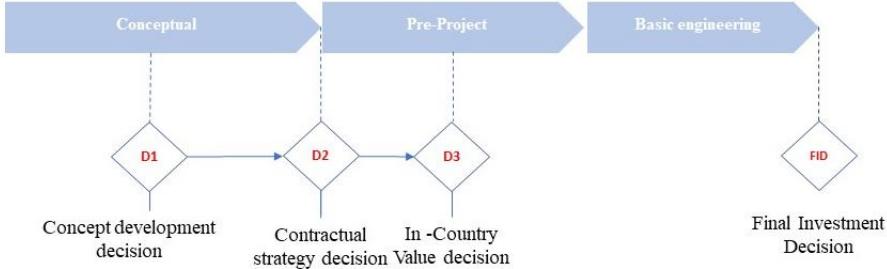 Conceptual
Pre-Project
Basic engineering
D1
D2
D3
FID
Concept development
decision
Contractual
strategy decision
In -Country
Value decision
Final Investment
Decision